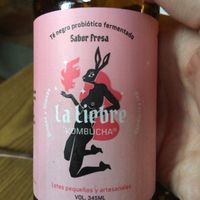 Té negro probiótico fermentado
Sabor fresa
la Liebre
KOMBUCHA®
Lotes pequeños y artesanales
VOL. 345ML